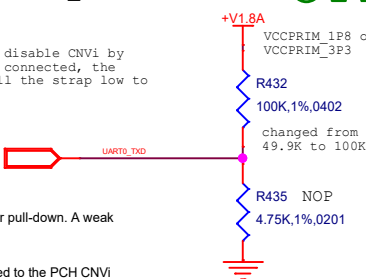 +V1.8A
VCCPRIM_1P8
VCCPRIM_3P3
disable CNVi by
connected, the
the strap low to
R432
100K,1%,0402
changed from
49.9K to 100K
UART0_TXD
R435 NOP
4.75K,1%,0201
pull-down. A weak
ed to the PCH CNVi